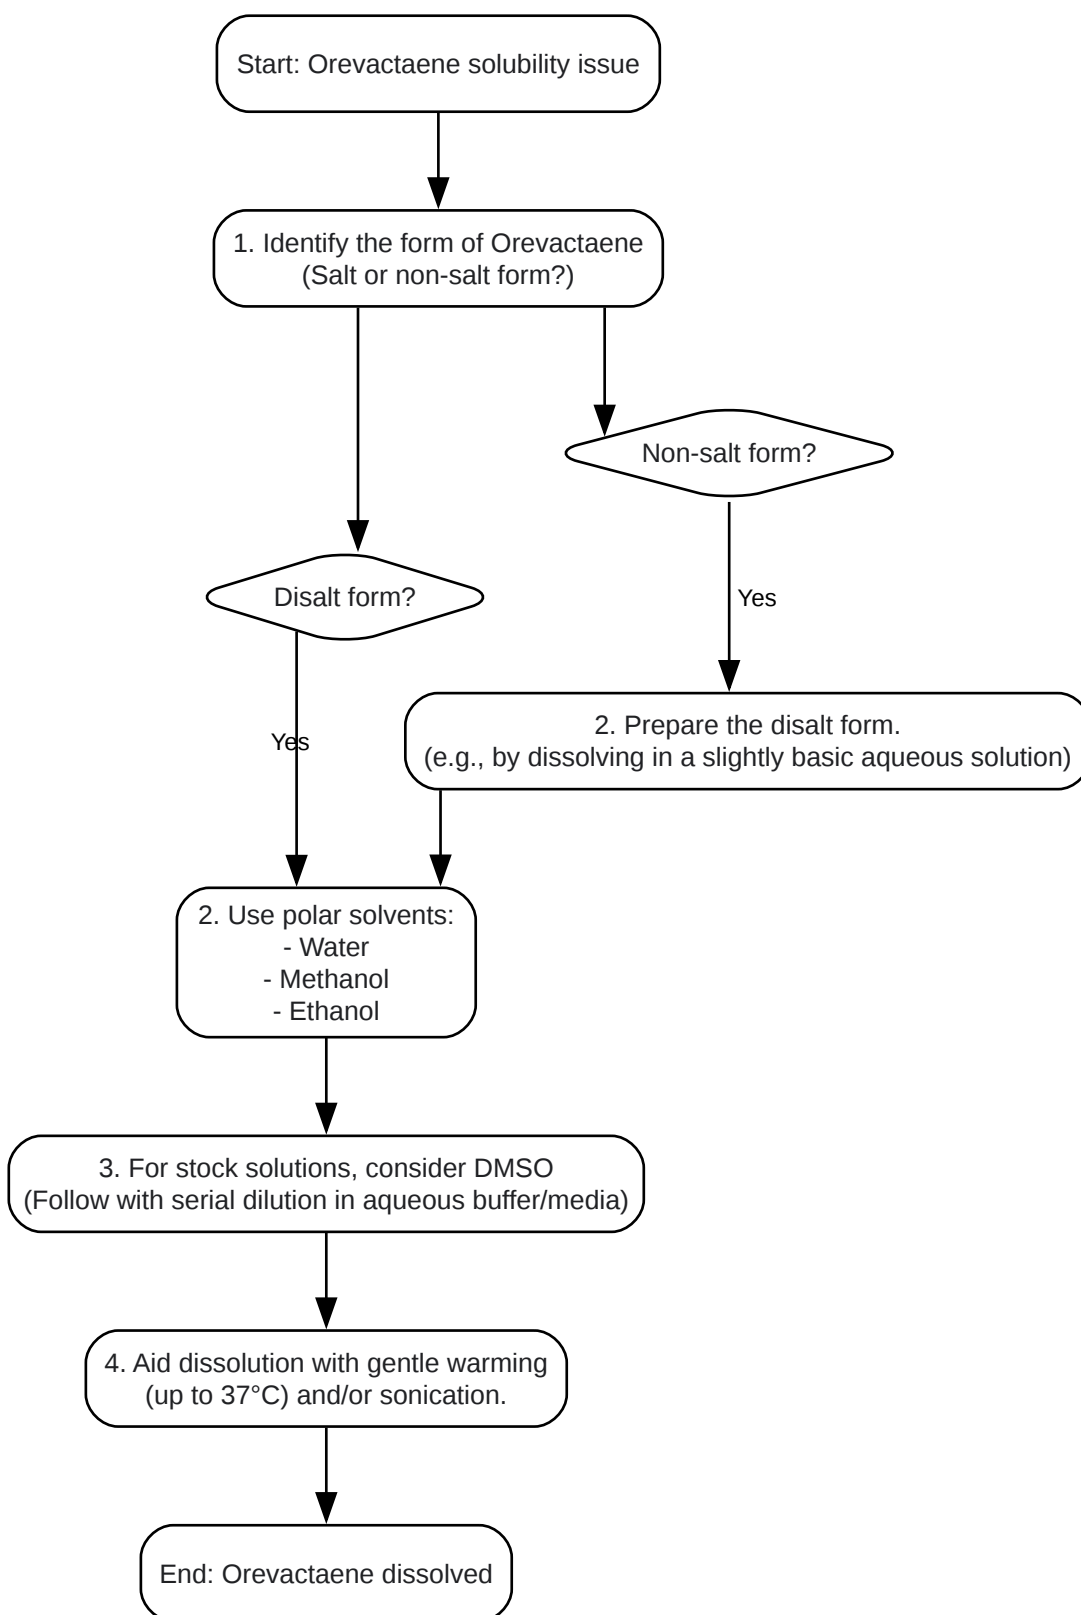 Start: Orevactaene solubility issue
1. Identify the form of Orevactaene
(Salt or non-salt form?)
Non-salt form?
Disalt form?
Yes
2. Prepare the disalt form.
(e.g., by dissolving in a slightly basic aqueous solution)
Yes
2. Use polar solvents:
- Water
- Methanol
- Ethanol
3. For stock solutions, consider DMSO
(Follow with serial dilution in aqueous buffer/media)
4. Aid dissolution with gentle warming
(up to 37°C) and/or sonication.
End: Orevactaene dissolved